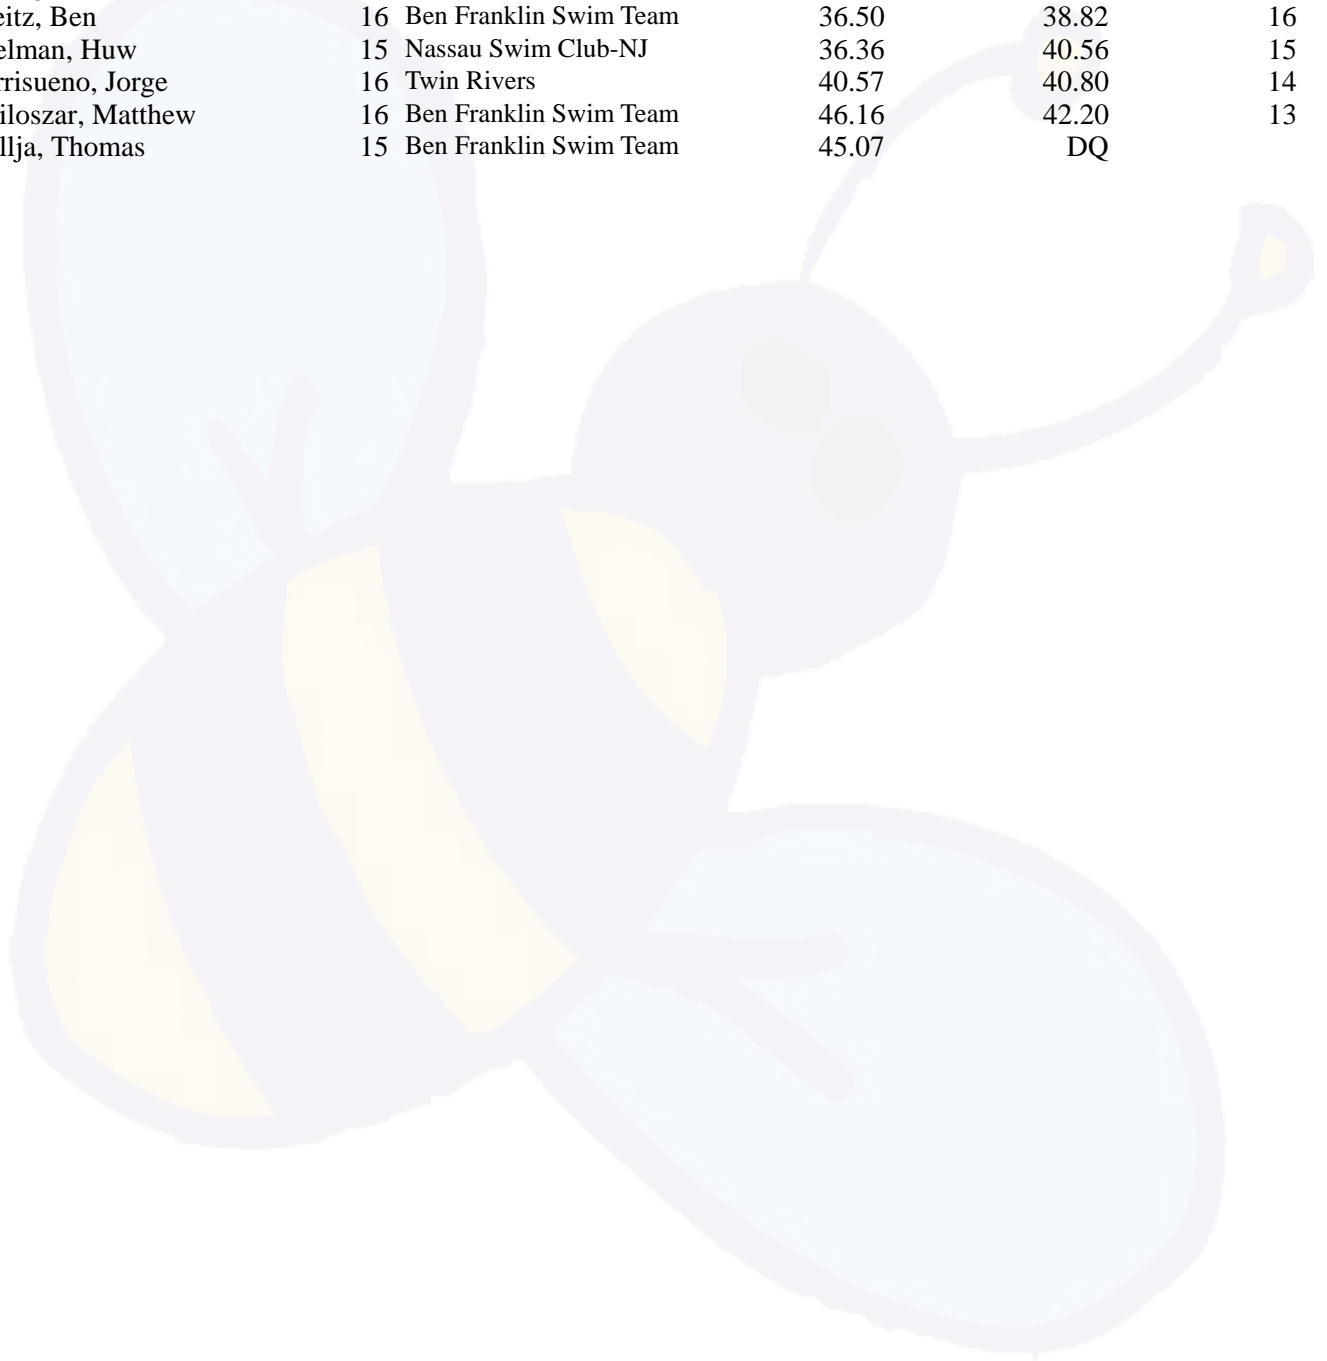 eitz, Ben 16 Ben Franklin Swim Team 36.50 38.82 16
elman, Huw 15 Nassau Swim Club-NJ 36.36 40.56 15
rrisueno, Jorge 16 Twin Rivers 40.57 40.80 14
iloszar, Matthew 16 Ben Franklin Swim Team 46.16 42.20 13
llja, Thomas 15 Ben Franklin Swim Team 45.07 DQ